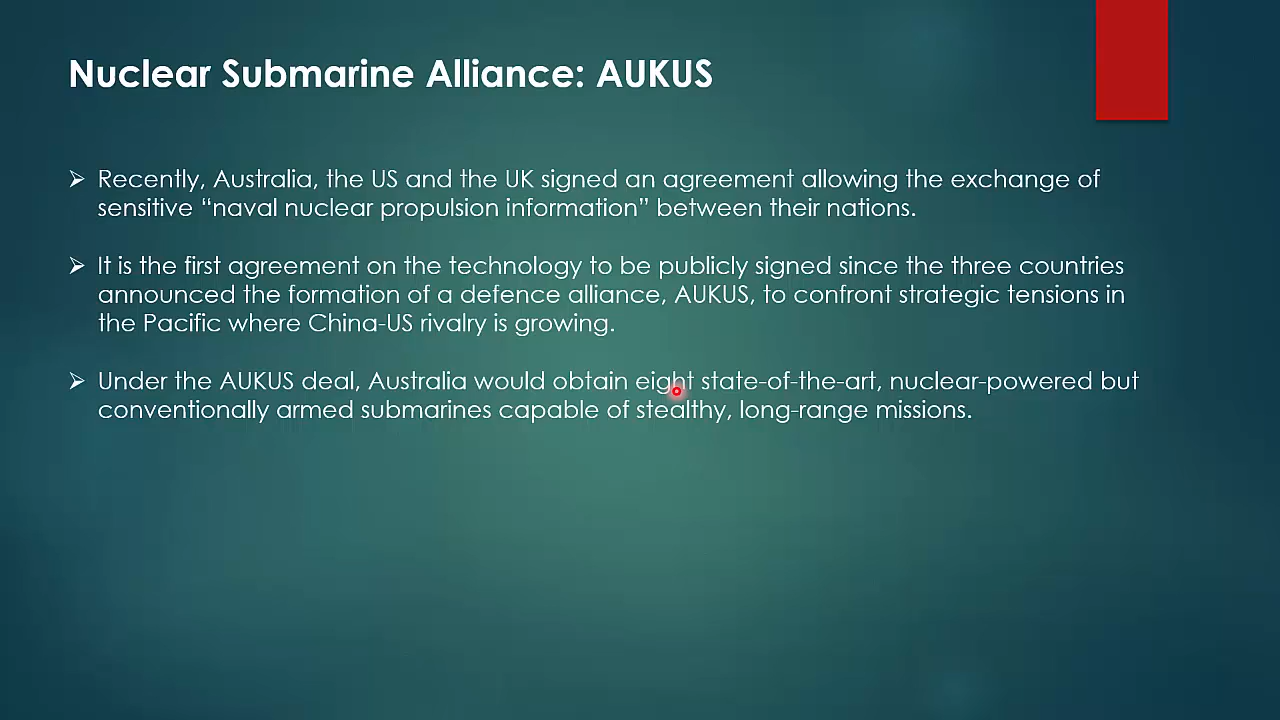 Nuclear Submarine Alliance: AUKUS
Recently, Australia, the US and the UK signed an agreement allowing the exchange of
sensitive “naval nuclear propulsion information” between their nations.
It is the first agreement on the technology to be publicly signed since the three countries
announced the formation of a defence alliance, AUKUS, to confront strategic tensions in
the Pacific where China-US rivalry is growing.
Under the AUKUS deal, Australia would obtain eight state-of-the-art, nuclear-powered but
conventionally armed submarines capable of stealthy, long-range missions.